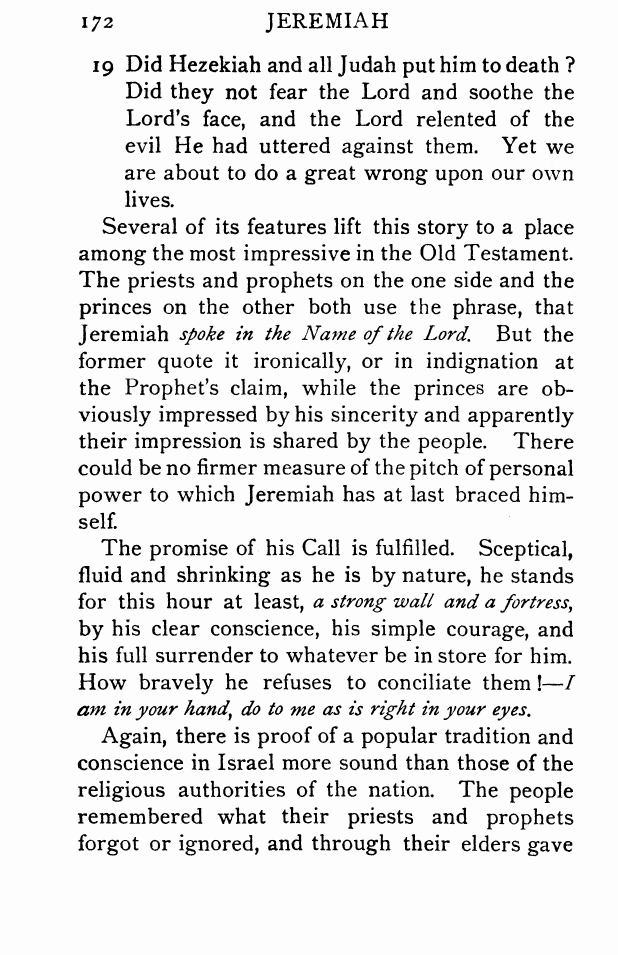 172 JEREMIAH
19 Did Hezekiah and all Judah put him to death ?
Did they not fear the Lord and soothe the
Lord's face, and the Lord relented of the
evil He had uttered against them. Yet we
are about to do a great wrong upon our own
lives.
Several of its features lift this story to a place
among the most impressive in the Old Testament.
The priests and prophets on the one side and the
princes on the other both use the phrase, that
Jeremiah spoke in the Name of the Lord. But the
former quote it ironically, or in indignation at
the Prophet's claim, while the princes are ob-
viously impressed by his sincerity and apparently
their impression is shared by the people. There
could be no firmer measure of the pitch of personal
power to which Jeremiah has at last braced him-
self.
The promise of his Call is fulfilled. Sceptical,
fluid and shrinking as he is by nature, he stands
for this hour at least, a strong wall and a fortress,
by his clear conscience, his simple courage, and
his full surrender to whatever be in store for him.
How bravely he refuses to conciliate them !—I
am in your hand, do to me as is right in your eyes.
Again, there is proof of a popular tradition and
conscience in Israel more sound than those of the
religious authorities of the nation. The people
remembered what their priests and prophets
forgot or ignored, and through their elders gave